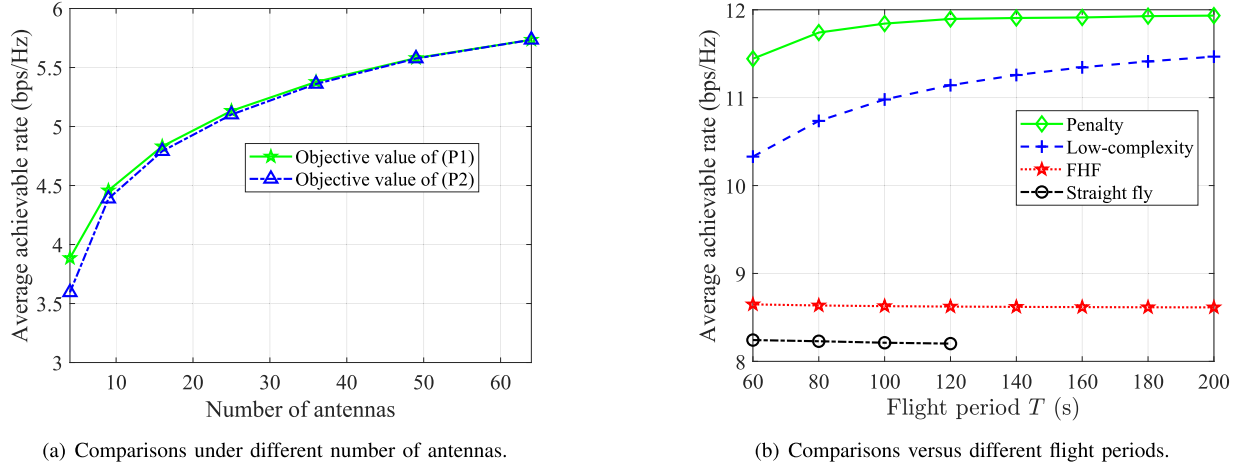 6
5.5
5
4.5
4
3.5
3
10
20
30
40
50
60
Average achievable rate (bps/Hz)
Number of antennas
Objective value of (P1)
Objective value of (P2)
(a) Comparisons under different number of antennas.
12
11
10
9
8
60
80
100
120
140
160
180
200
Average achievable rate (bps/Hz)
Flight period T (s)
Penalty
Low-complexity
FHF
Straight fly
(b) Comparisons versus different flight periods.